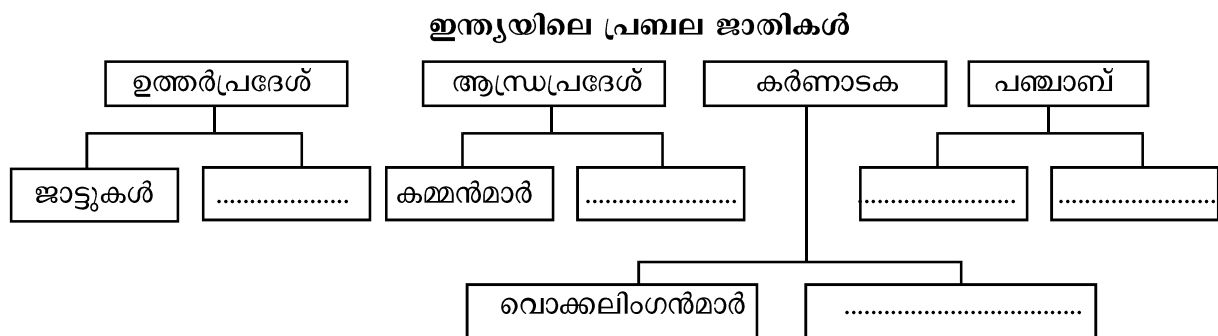 ഇന്ത്യയിലെ പ്രബല ജാതികൾ
ഉത്തർപ്രദേശ് ആന്ധ്രപ്രദേശ് കർണാടക പഞ്ചാബ്
ജാട്ടുകൾ .................... കമ്മൻമാർ ....................... ....................... .......................
വൊക്കലിംഗൻമാർ ...................................